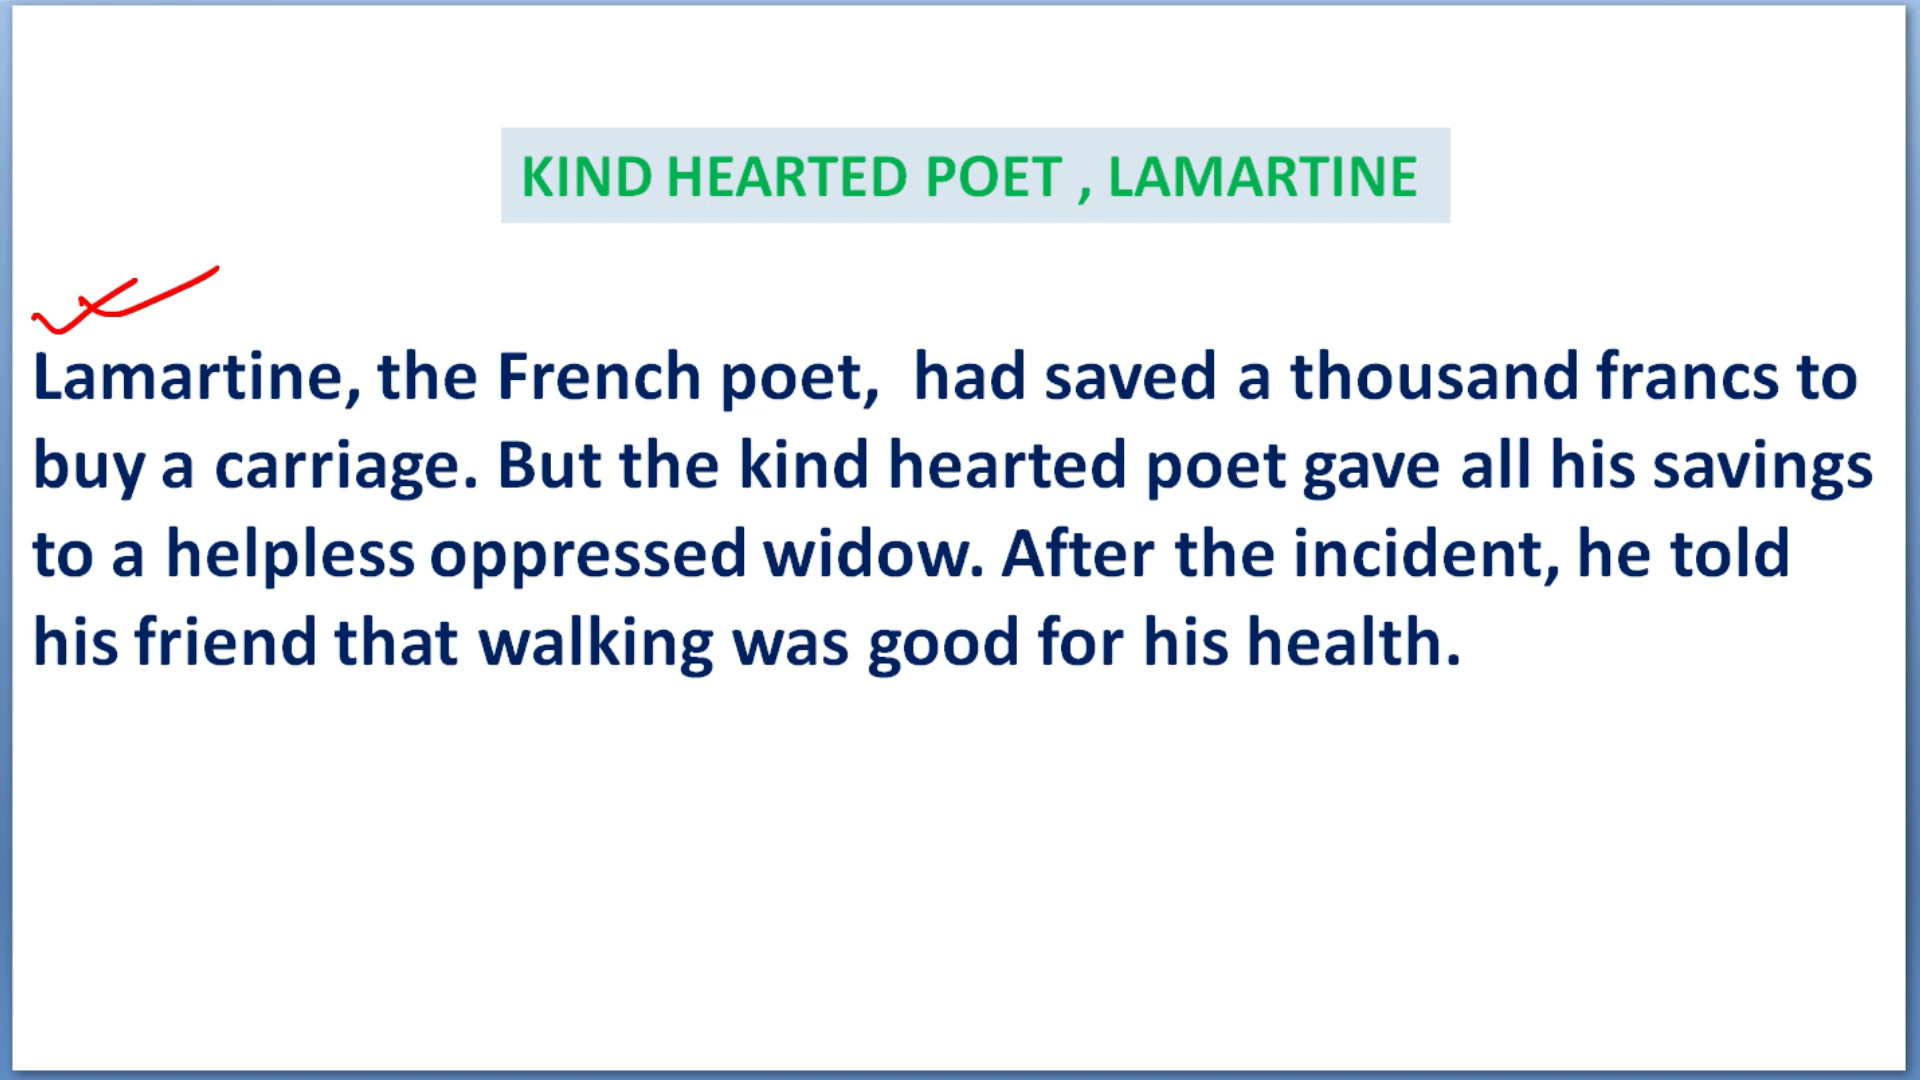 KIND HEARTED POET , LAMARTINE
Lamartine, the French poet,  had saved a thousand francs to
buy a carriage. But the kind hearted poet gave all his savings
to a helpless oppressed widow. After the incident, he told
his friend that walking was good for his health.